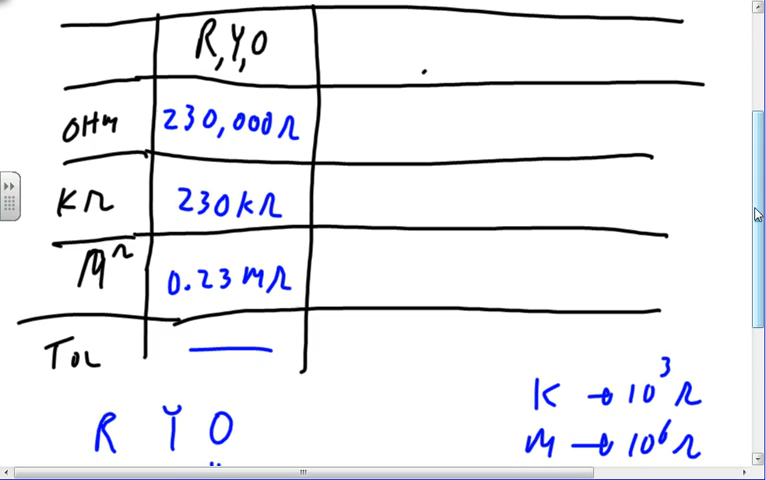 R,Y,O
OHM 230,000Ω
KΩ 230KΩ
MΩ 0.23MΩ
TOL
R Y O
K → 10³Ω
M → 10⁶Ω